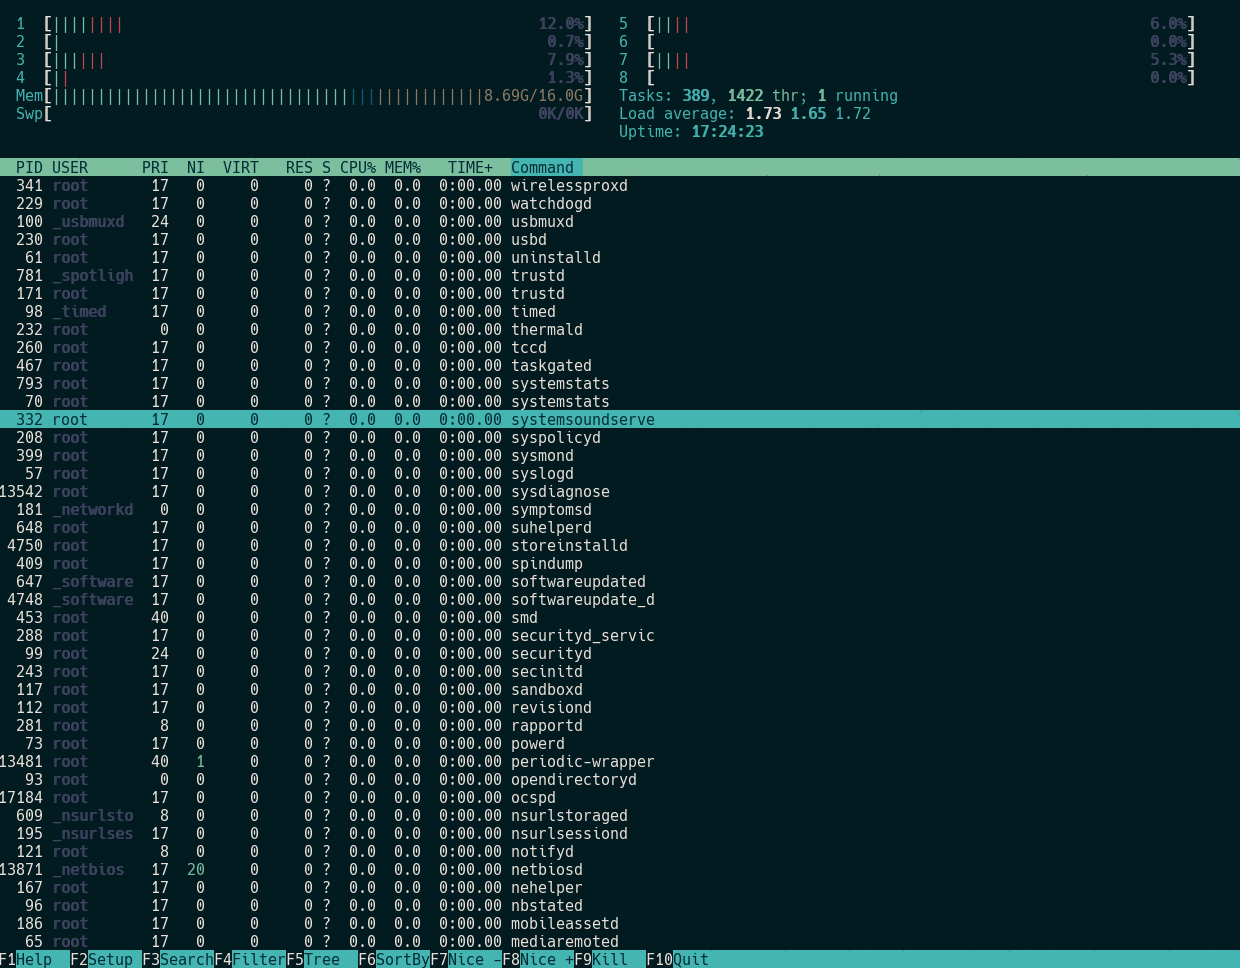 1 [|||||||| 12.0%] 5 [|||| 6.0%]
2 [| 0.7%] 6 [ 0.0%]
3 [|||||| 7.9%] 7 [|||| 5.3%]
4 [|| 1.3%] 8 [ 0.0%]
Mem[||||||||||||||||||||||||||||||||||||||||||||||||8.69G/16.0G] Tasks: 389, 1422 thr; 1 running
Swp[ 0K/0K] Load average: 1.73 1.65 1.72
Uptime: 17:24:23
PID USER PRI NI VIRT RES S CPU% MEM% TIME+ Command
341 root 17 0 0 0 ? 0.0 0.0 0:00.00 wirelessproxd
229 root 17 0 0 0 ? 0.0 0.0 0:00.00 watchdogd
100 _usbmuxd 24 0 0 0 ? 0.0 0.0 0:00.00 usbmuxd
230 root 17 0 0 0 ? 0.0 0.0 0:00.00 usbd
61 root 17 0 0 0 ? 0.0 0.0 0:00.00 uninstalld
781 _spotligh 17 0 0 0 ? 0.0 0.0 0:00.00 trustd
171 root 17 0 0 0 ? 0.0 0.0 0:00.00 trustd
98 _timed 17 0 0 0 ? 0.0 0.0 0:00.00 timed
232 root 0 0 0 0 ? 0.0 0.0 0:00.00 thermald
260 root 17 0 0 0 ? 0.0 0.0 0:00.00 tccd
467 root 17 0 0 0 ? 0.0 0.0 0:00.00 taskgated
793 root 17 0 0 0 ? 0.0 0.0 0:00.00 systemstats
70 root 17 0 0 0 ? 0.0 0.0 0:00.00 systemstats
332 root 17 0 0 0 ? 0.0 0.0 0:00.00 systemsoundserve
208 root 17 0 0 0 ? 0.0 0.0 0:00.00 syspolicyd
399 root 17 0 0 0 ? 0.0 0.0 0:00.00 sysmond
57 root 17 0 0 0 ? 0.0 0.0 0:00.00 syslogd
13542 root 17 0 0 0 ? 0.0 0.0 0:00.00 sysdiagnose
181 _networkd 0 0 0 0 ? 0.0 0.0 0:00.00 symptomsd
648 root 17 0 0 0 ? 0.0 0.0 0:00.00 suhelperd
4750 root 17 0 0 0 ? 0.0 0.0 0:00.00 storeinstalld
409 root 17 0 0 0 ? 0.0 0.0 0:00.00 spindump
647 _software 17 0 0 0 ? 0.0 0.0 0:00.00 softwareupdated
4748 _software 17 0 0 0 ? 0.0 0.0 0:00.00 softwareupdate_d
453 root 40 0 0 0 ? 0.0 0.0 0:00.00 smd
288 root 17 0 0 0 ? 0.0 0.0 0:00.00 securityd_servic
99 root 24 0 0 0 ? 0.0 0.0 0:00.00 securityd
243 root 17 0 0 0 ? 0.0 0.0 0:00.00 secinitd
117 root 17 0 0 0 ? 0.0 0.0 0:00.00 sandboxd
112 root 17 0 0 0 ? 0.0 0.0 0:00.00 revisiond
281 root 8 0 0 0 ? 0.0 0.0 0:00.00 rapportd
73 root 17 0 0 0 ? 0.0 0.0 0:00.00 powerd
13481 root 40 1 0 0 ? 0.0 0.0 0:00.00 periodic-wrapper
93 root 0 0 0 0 ? 0.0 0.0 0:00.00 opendirectoryd
17184 root 17 0 0 0 ? 0.0 0.0 0:00.00 ocspd
609 _nsurlsto 8 0 0 0 ? 0.0 0.0 0:00.00 nsurlstoraged
195 _nsurlses 17 0 0 0 ? 0.0 0.0 0:00.00 nsurlsessiond
121 root 8 0 0 0 ? 0.0 0.0 0:00.00 notifyd
13871 _netbios 17 20 0 0 ? 0.0 0.0 0:00.00 netbiosd
167 root 17 0 0 0 ? 0.0 0.0 0:00.00 nehelper
96 root 17 0 0 0 ? 0.0 0.0 0:00.00 nbstated
186 root 17 0 0 0 ? 0.0 0.0 0:00.00 mobileassetd
65 root 17 0 0 0 ? 0.0 0.0 0:00.00 mediaremoted
F1Help F2Setup F3SearchF4FilterF5Tree F6SortByF7Nice -F8Nice +F9Kill F10Quit